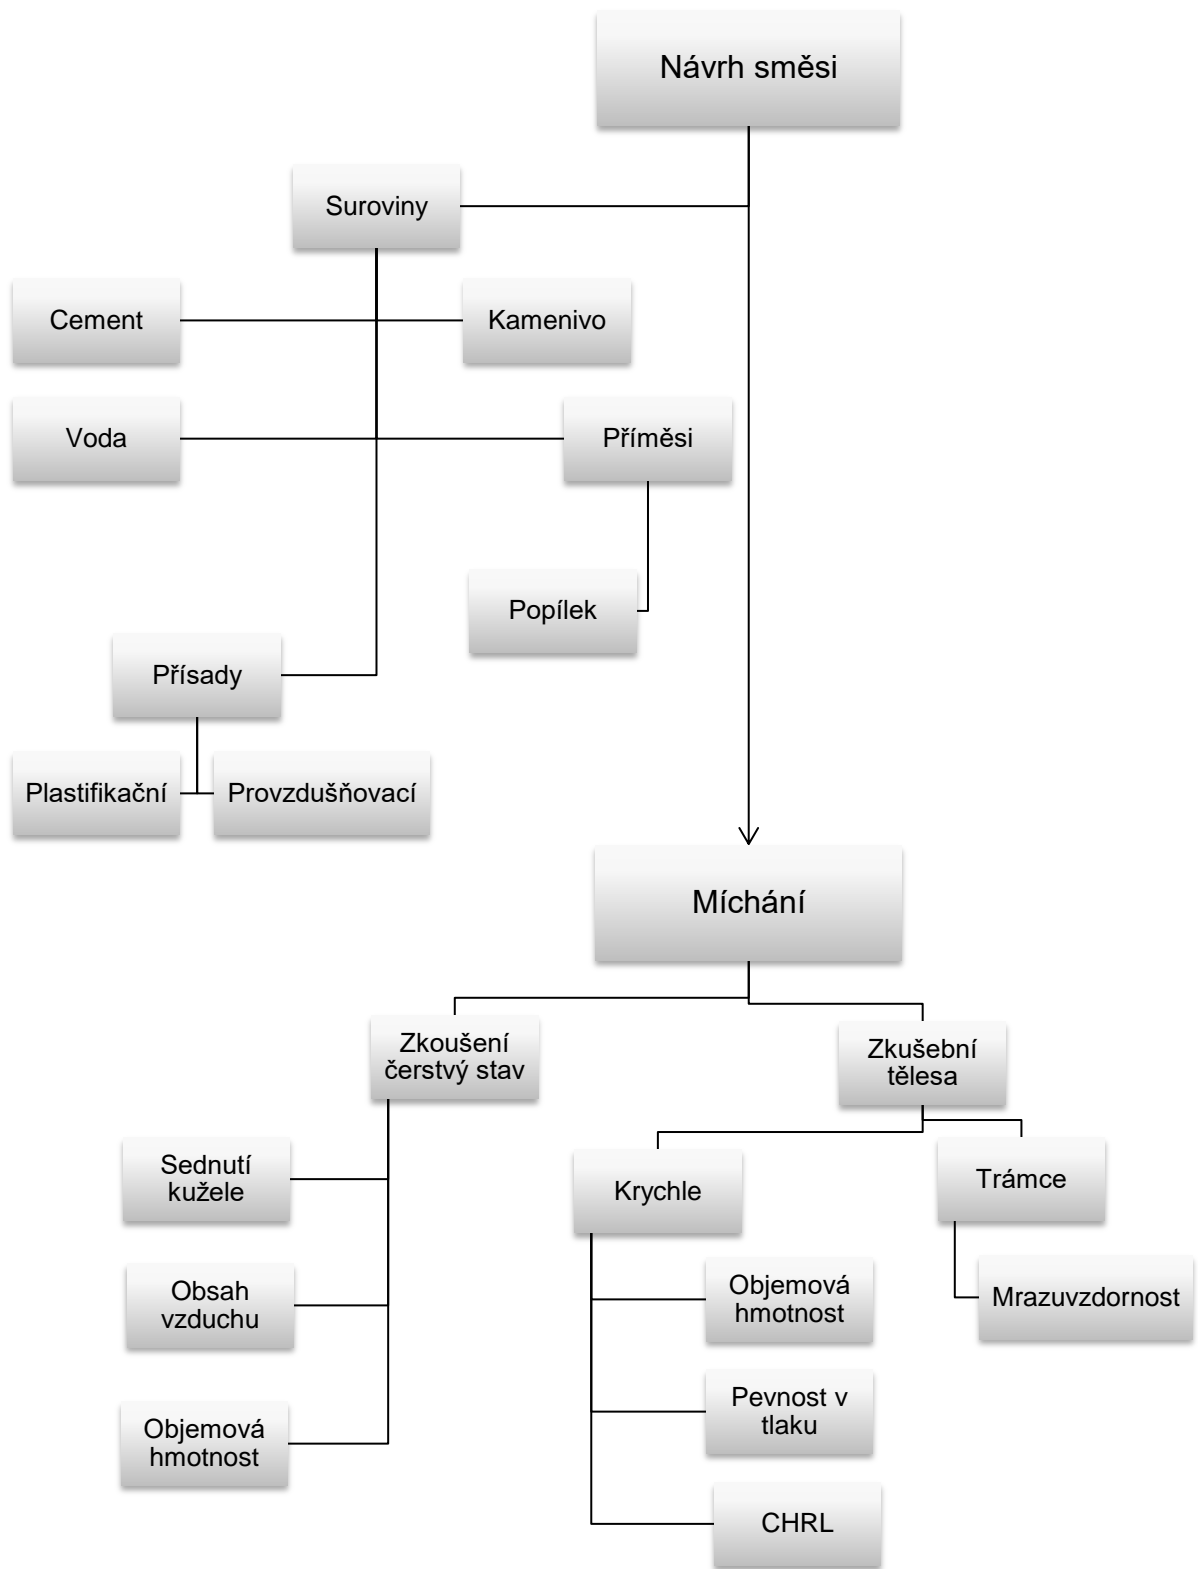 Návrh směsi
Suroviny
Cement
Kamenivo
Voda
Příměsi
Popílek
Přísady
Plastifikační
Provzdušňovací
Míchání
Zkoušení
čerstvý stav
Zkušební
tělesa
Sednutí
kužele
Krychle
Trámce
Obsah
vzduchu
Objemová
hmotnost
Mrazuvzdornost
Objemová
hmotnost
Pevnost v
tlaku
CHRL